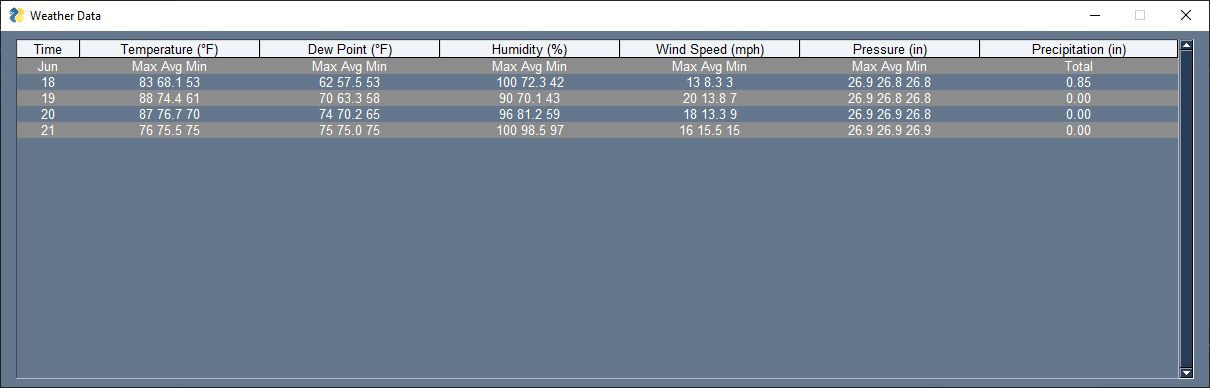 Weather Data
Time Temperature (°F) Dew Point (°F) Humidity (%) Wind Speed (mph) Pressure (in) Precipitation (in)
Jun Max Avg Min Max Avg Min Max Avg Min Max Avg Min Max Avg Min Total
18 83 68.1 53 62 57.5 53 100 72.3 42 13 8.3 3 26.9 26.8 26.8 0.85
19 88 74.4 61 70 63.3 58 90 70.1 43 20 13.8 7 26.9 26.8 26.8 0.00
20 87 76.7 70 74 70.2 65 96 81.2 59 18 13.3 9 26.9 26.9 26.8 0.00
21 76 75.5 75 75 75.0 75 100 98.5 97 16 15.5 15 26.9 26.9 26.9 0.00